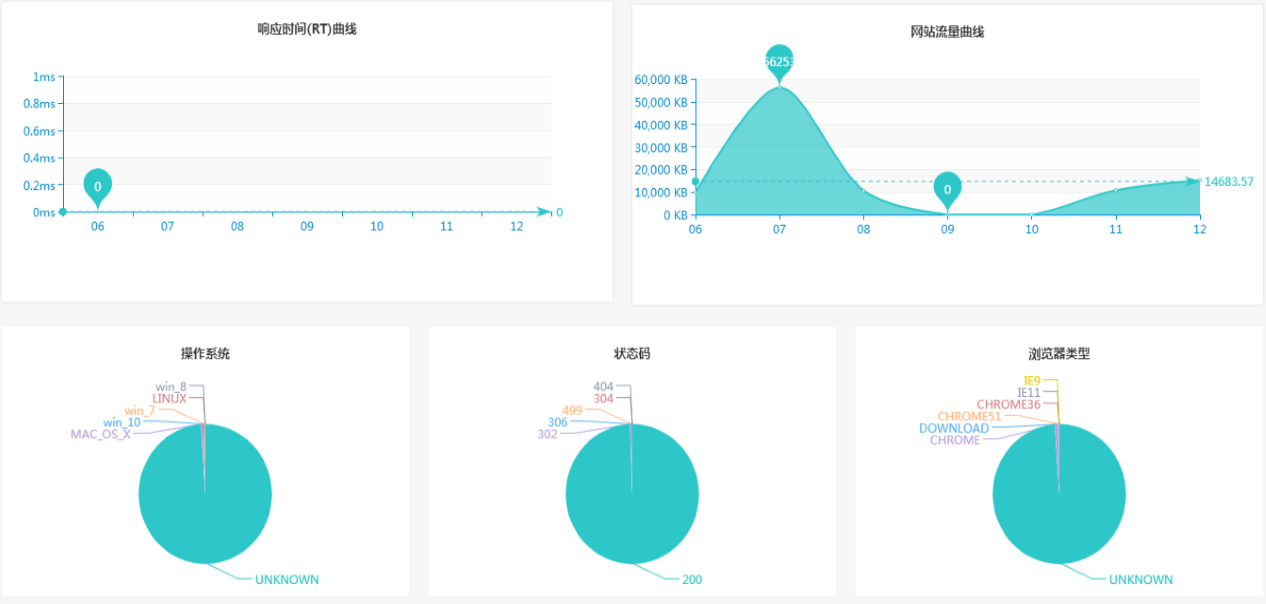 响应时间(RT)曲线
1ms
0.8ms
0.6ms
0.4ms
0.2ms
0ms
0
0
06 07 08 09 10 11 12
网站流量曲线
60,000 KB
50,000 KB
40,000 KB
30,000 KB
20,000 KB
10,000 KB
0 KB
56253
0
14683.57
06 07 08 09 10 11 12
操作系统
win_8
LINUX
win_7
win_10
MAC_OS_X
UNKNOWN
状态码
404
304
499
306
302
200
浏览器类型
IE9
IE11
CHROME36
CHROME51
DOWNLOAD
CHROME
UNKNOWN